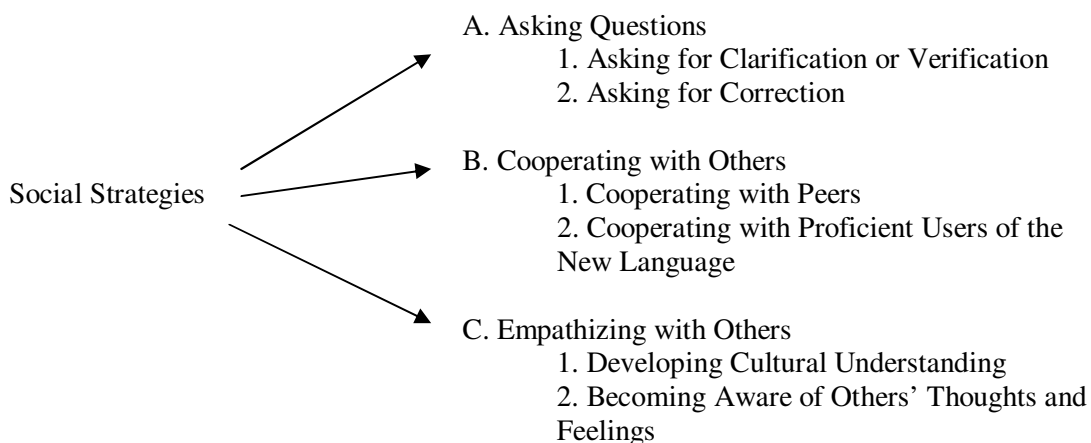 A. Asking Questions
1. Asking for Clarification or Verification
2. Asking for Correction
Social Strategies
B. Cooperating with Others
1. Cooperating with Peers
2. Cooperating with Proficient Users of the
New Language
C. Empathizing with Others
1. Developing Cultural Understanding
2. Becoming Aware of Others’ Thoughts and
Feelings